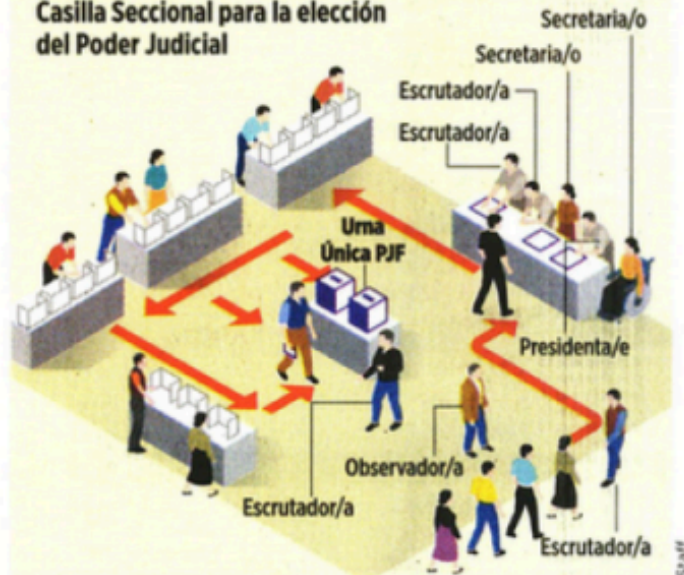 Casilla Seccional para la elección
del Poder Judicial
Secretaria/o
Secretaria/o
Escrutador/a
Escrutador/a
Urna
Única PJF
Presidenta/e
Observador/a
Escrutador/a
Escrutador/a
Staff